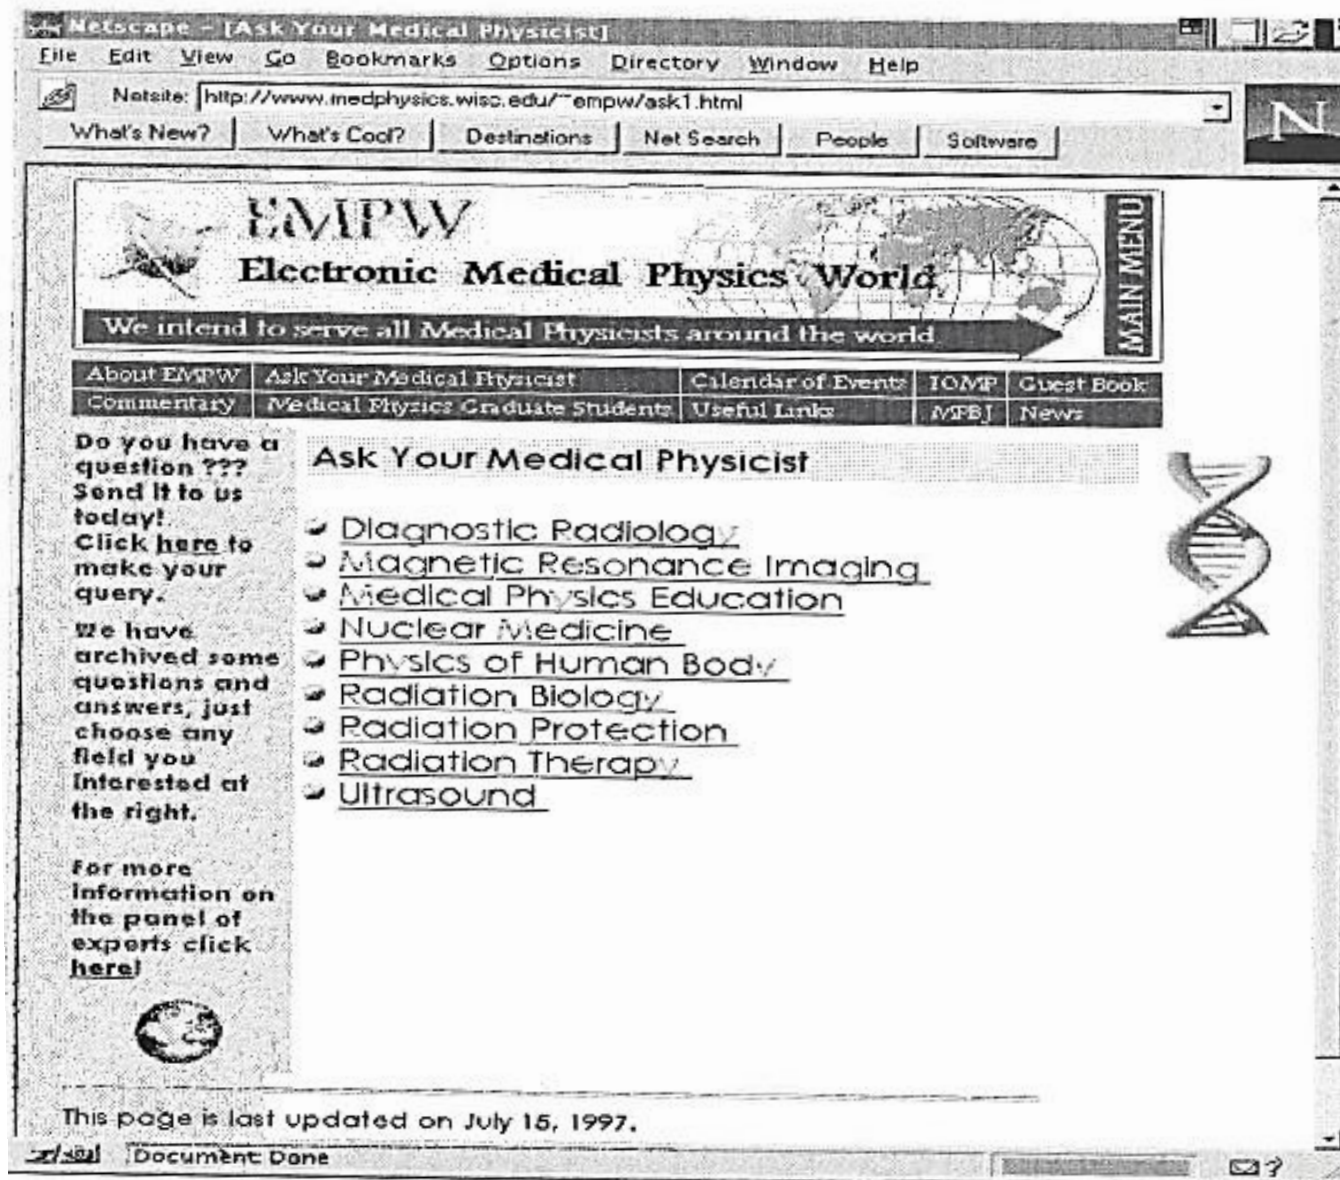 Netscape - [Ask Your Medical Physicist]
File Edit View Go Bookmarks Options Directory Window Help
Netsite: http://www.medphysics.wisc.edu/~empw/ask1.html
What's New? What's Cool? Destinations Net Search People Software
N
EMPW
Electronic Medical Physics World
We intend to serve all Medical Physicists around the world
MAIN MENU
About EMPW Ask Your Medical Physicist Calendar of Events IOMP Guest Book
Commentary Medical Physics Graduate Students Useful Links MPBJ News
Do you have a
question ???
Send it to us
today!
Click here to
make your
query.
We have
archived some
questions and
answers, just
choose any
field you
Interested at
the right.
For more
information on
the panel of
experts click
here!
Ask Your Medical Physicist
Diagnostic Radiology
Magnetic Resonance Imaging
Medical Physics Education
Nuclear Medicine
Physics of Human Body
Radiation Biology
Radiation Protection
Radiation Therapy
Ultrasound
This page is last updated on July 15, 1997.
Document: Done